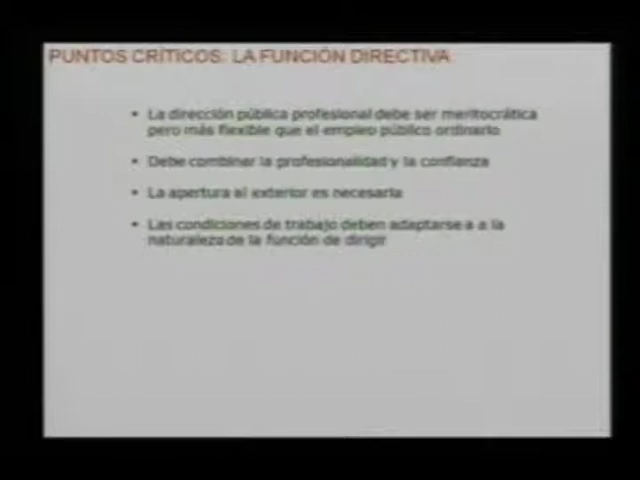 PUNTOS CRÍTICOS: LA FUNCIÓN DIRECTIVA
• La dirección pública profesional debe ser meritocrática
pero más flexible que el empleo público ordinario
• Debe combinar la profesionalidad y la confianza
• La apertura al exterior es necesaria
• Las condiciones de trabajo deben adaptarse a a la
naturaleza de la función de dirigir